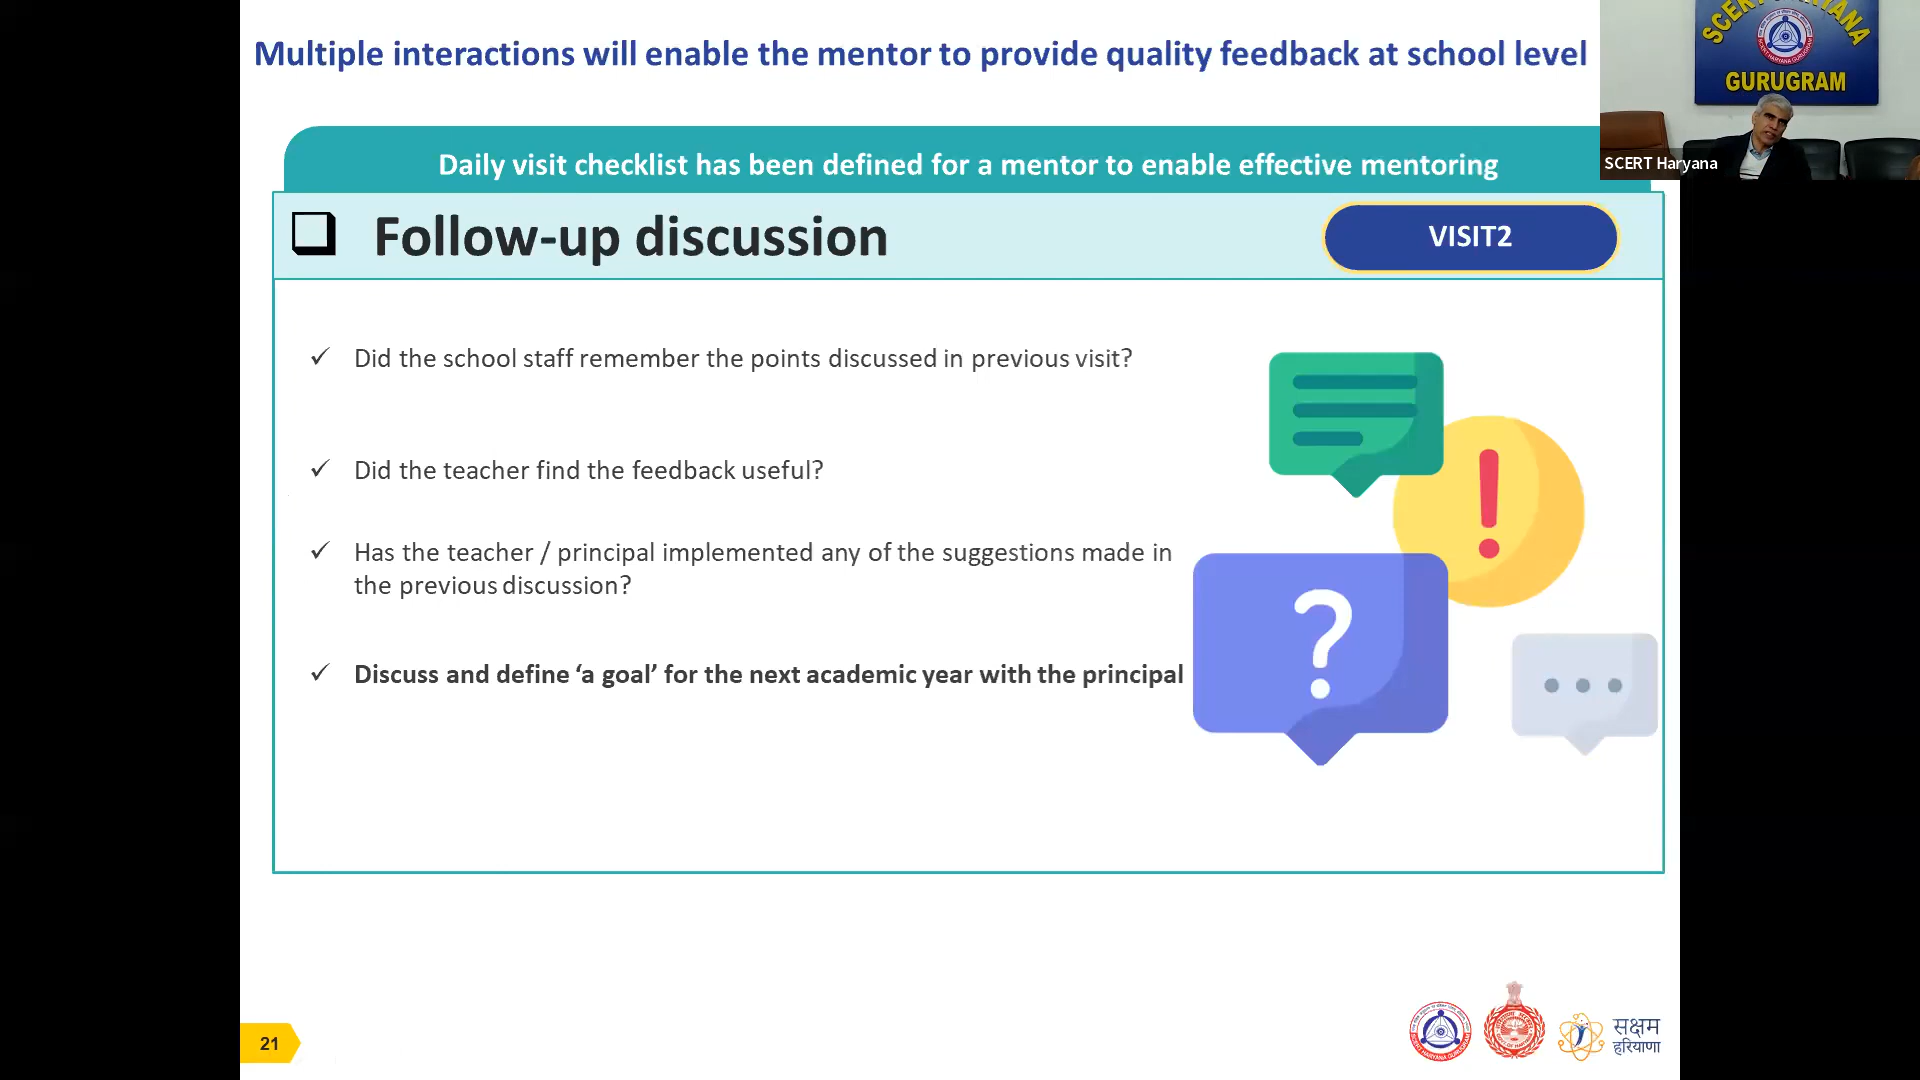 Multiple interactions will enable the mentor to provide quality feedback at school level
SCERT HARYANA
GURUGRAM
SCERT Haryana
Daily visit checklist has been defined for a mentor to enable effective mentoring
Follow-up discussion
VISIT2
✓ Did the school staff remember the points discussed in previous visit?
✓ Did the teacher find the feedback useful?
✓ Has the teacher / principal implemented any of the suggestions made in
the previous discussion?
✓ Discuss and define ‘a goal’ for the next academic year with the principal
!
?
21
सक्षम
हरियाणा